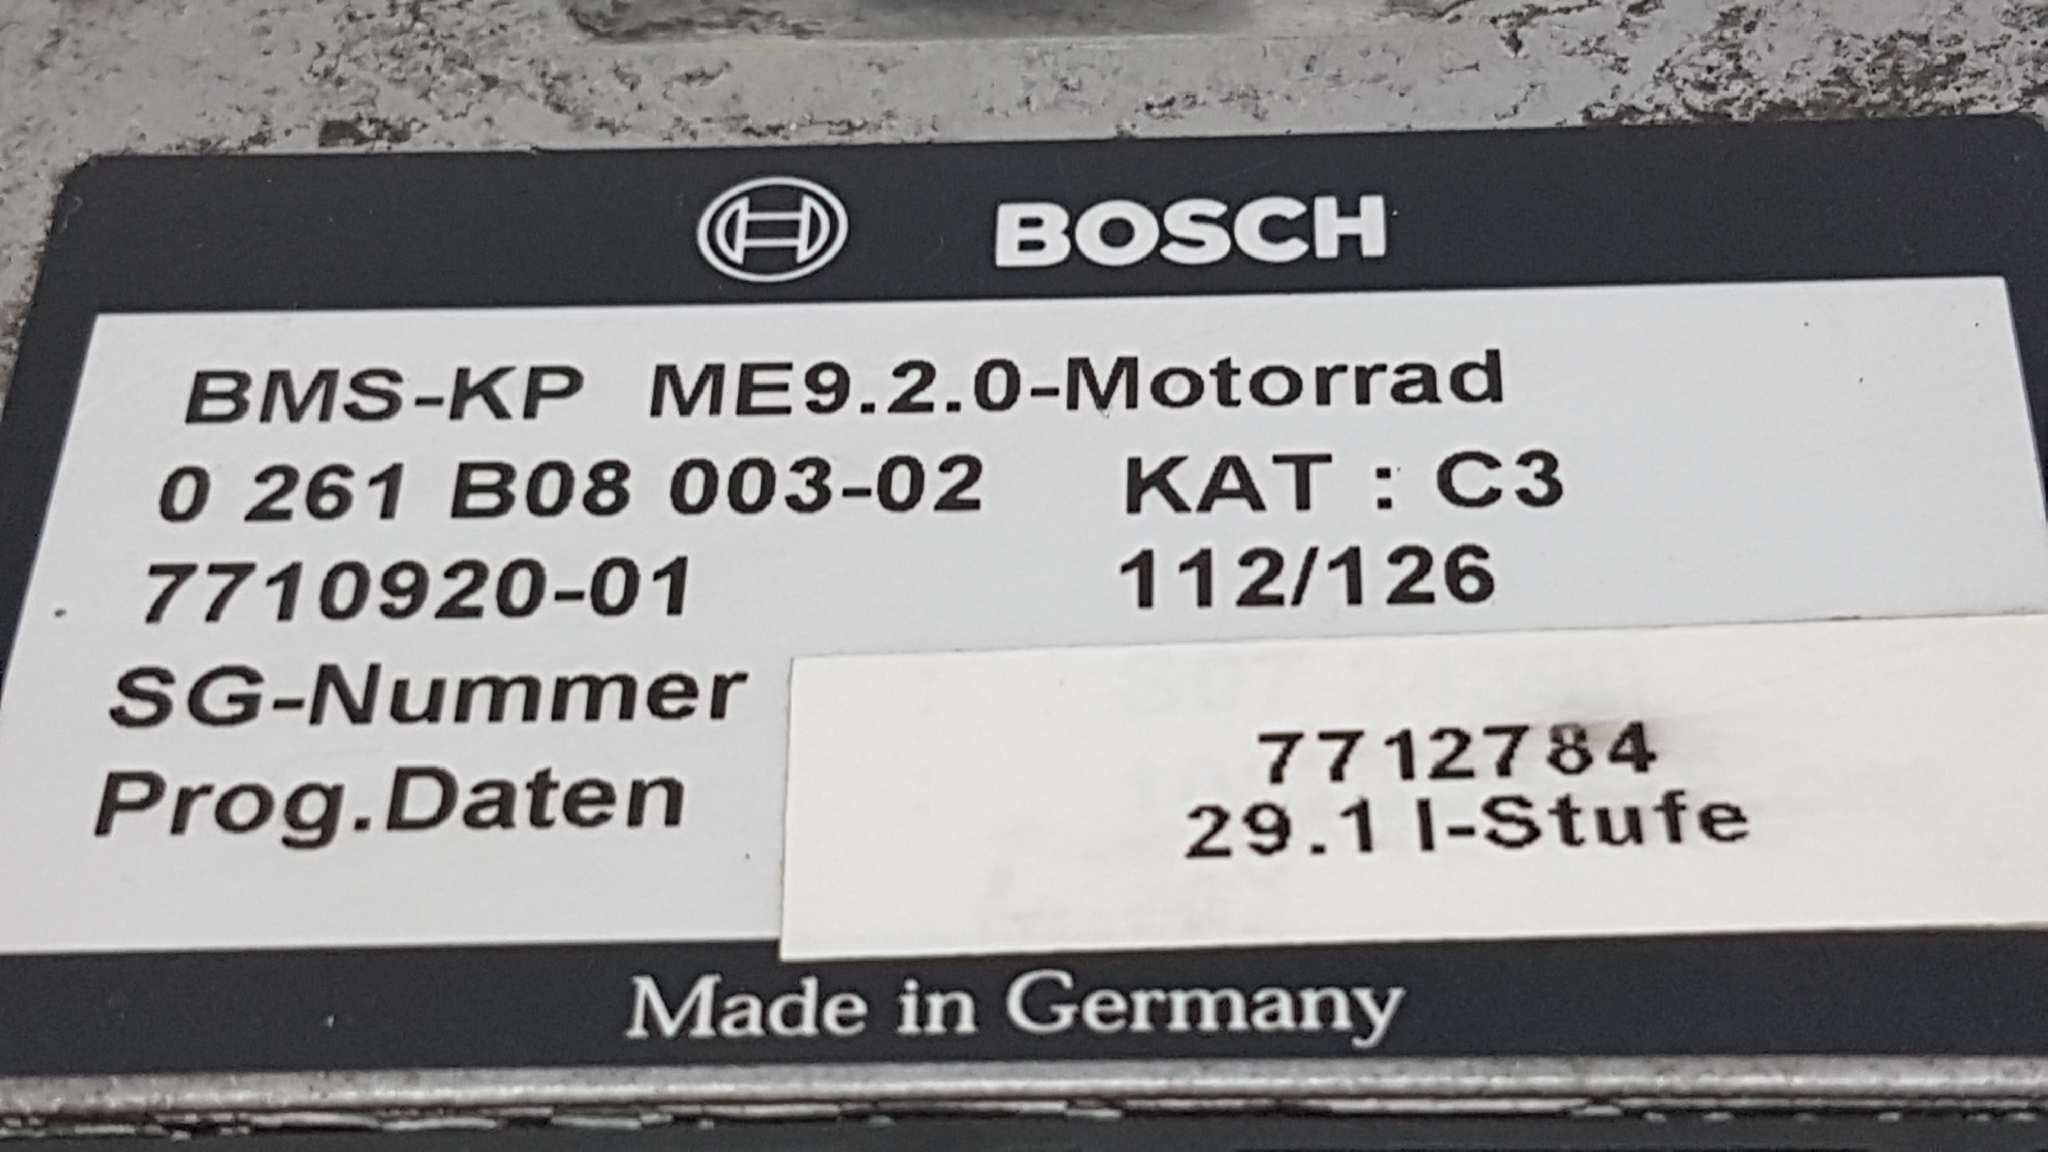 BOSCH
BMS-KP ME9.2.0-Motorrad
0 261 B08 003-02 KAT : C3
7710920-01 112/126
SG-Nummer 7712784
Prog.Daten 29.1 I-Stufe
Made in Germany